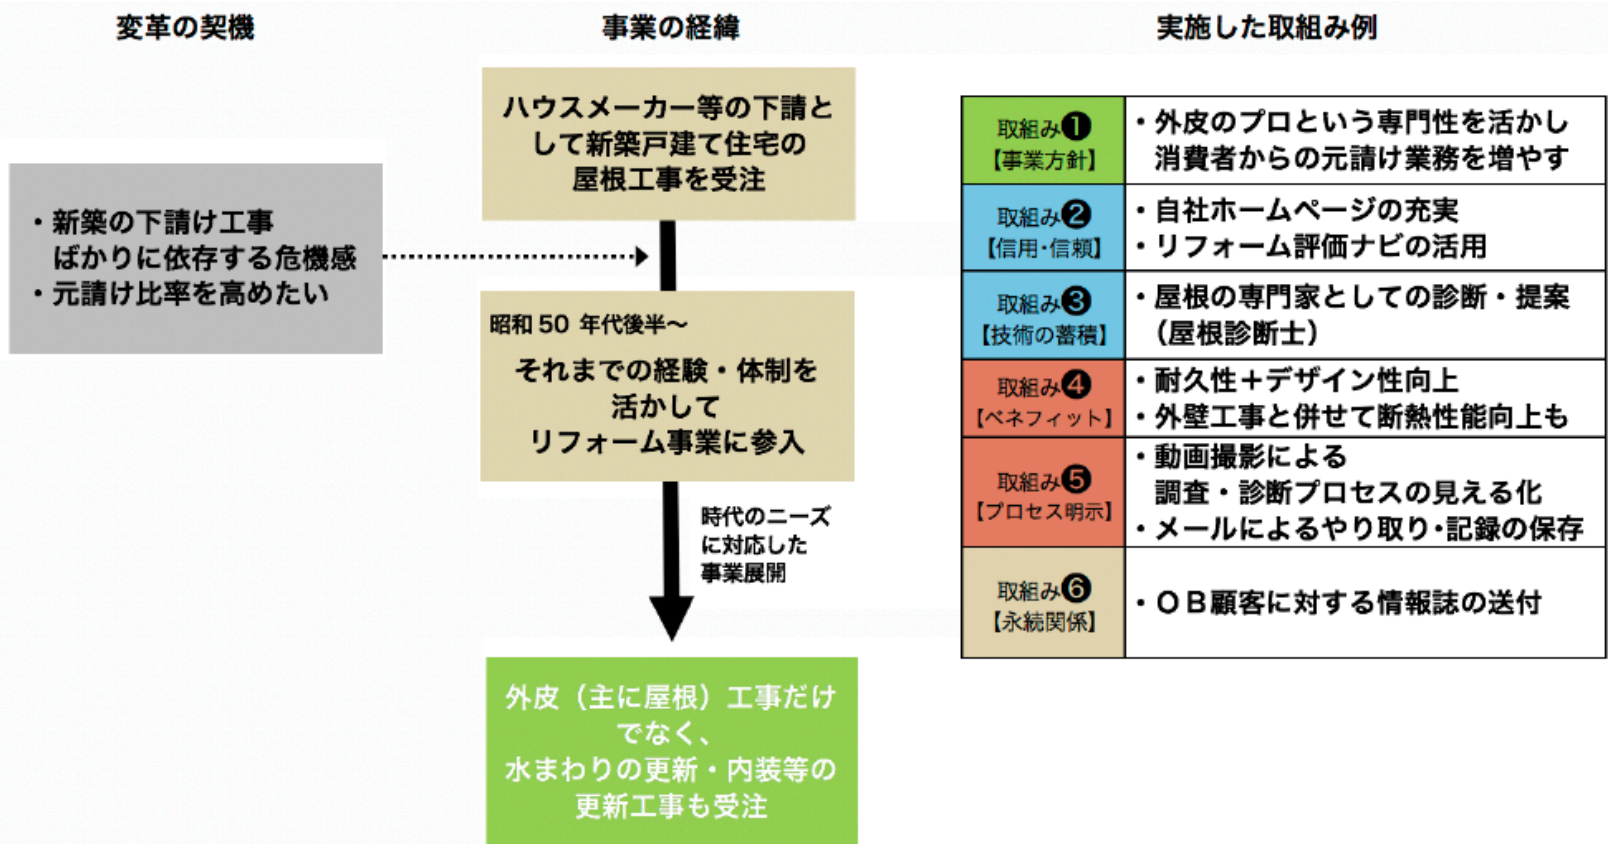 変革の契機
事業の経緯
実施した取組み例
・新築の下請け工事
ばかりに依存する危機感
・元請け比率を高めたい
ハウスメーカー等の下請と
して新築戸建て住宅の
屋根工事を受注
昭和50 年代後半～
それまでの経験・体制を
活かして
リフォーム事業に参入
時代のニーズ
に対応した
事業展開
外皮（主に屋根）工事だけ
でなく、
水まわりの更新・内装等の
更新工事も受注
取組み❶
【事業方針】
・外皮のプロという専門性を活かし
消費者からの元請け業務を増やす
取組み❷
【信用･信頼】
・自社ホームページの充実
・リフォーム評価ナビの活用
取組み❸
【技術の蓄積】
・屋根の専門家としての診断・提案
（屋根診断士）
取組み❹
【ベネフィット】
・耐久性＋デザイン性向上
・外壁工事と併せて断熱性能向上も
取組み❺
【プロセス明示】
・動画撮影による
調査・診断プロセスの見える化
・メールによるやり取り･記録の保存
取組み❻
【永続関係】
・ＯＢ顧客に対する情報誌の送付